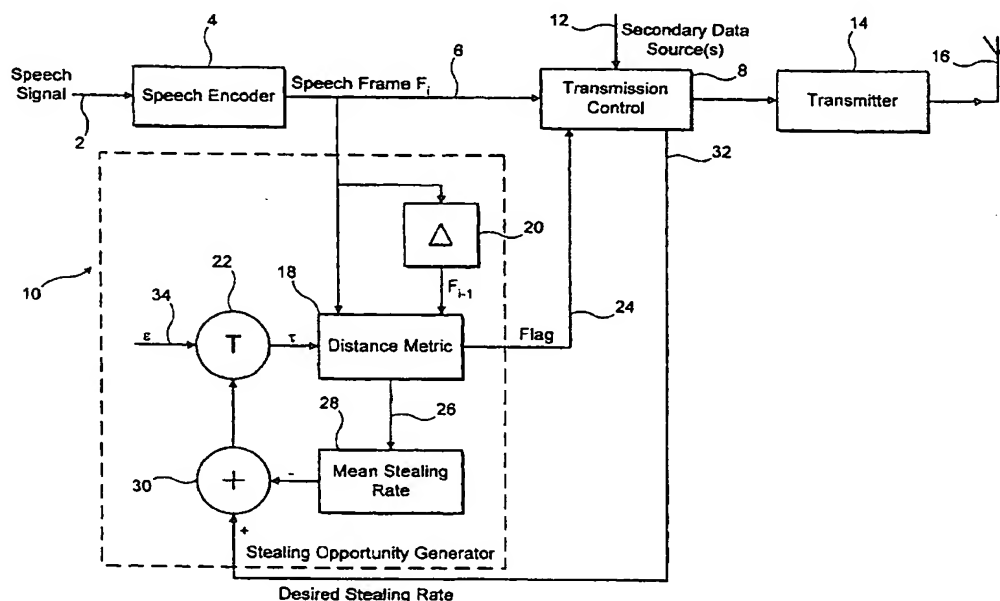 4
12
Secondary Data
Source(s)
14
Speech
Signal
2
Speech Encoder
Speech Frame Fi
6
Transmission
Control
8
Transmitter
16
32
Δ
20
Fi-1
10
22
34
ε
T
τ
18
Distance Metric
Flag
24
26
28
Mean Stealing
Rate
30
+
-
+
Stealing Opportunity Generator
Desired Stealing Rate